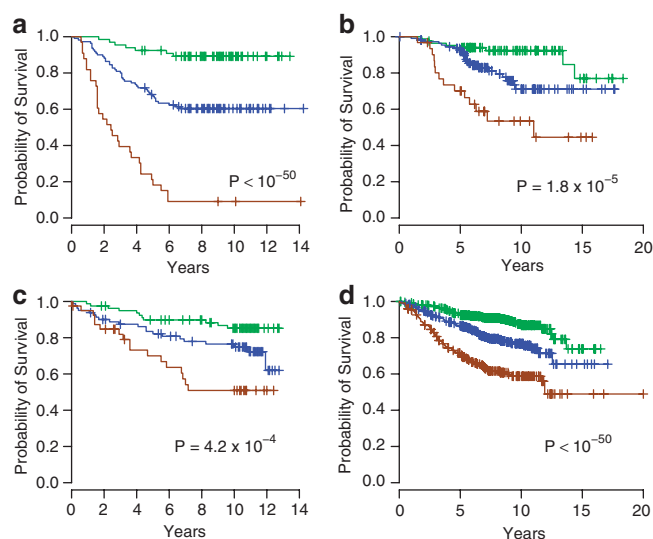 a
Probability of Survival
1.0
0.8
0.6
0.4
0.2
0.0
P < 10⁻⁵⁰
0 2 4 6 8 10 12 14
Years
b
Probability of Survival
1.0
0.8
0.6
0.4
0.2
0.0
P = 1.8 x 10⁻⁵
0 5 10 15 20
Years
c
Probability of Survival
1.0
0.8
0.6
0.4
0.2
0.0
P = 4.2 x 10⁻⁴
0 2 4 6 8 10 12 14
Years
d
Probability of Survival
1.0
0.8
0.6
0.4
0.2
0.0
P < 10⁻⁵⁰
0 5 10 15 20
Years